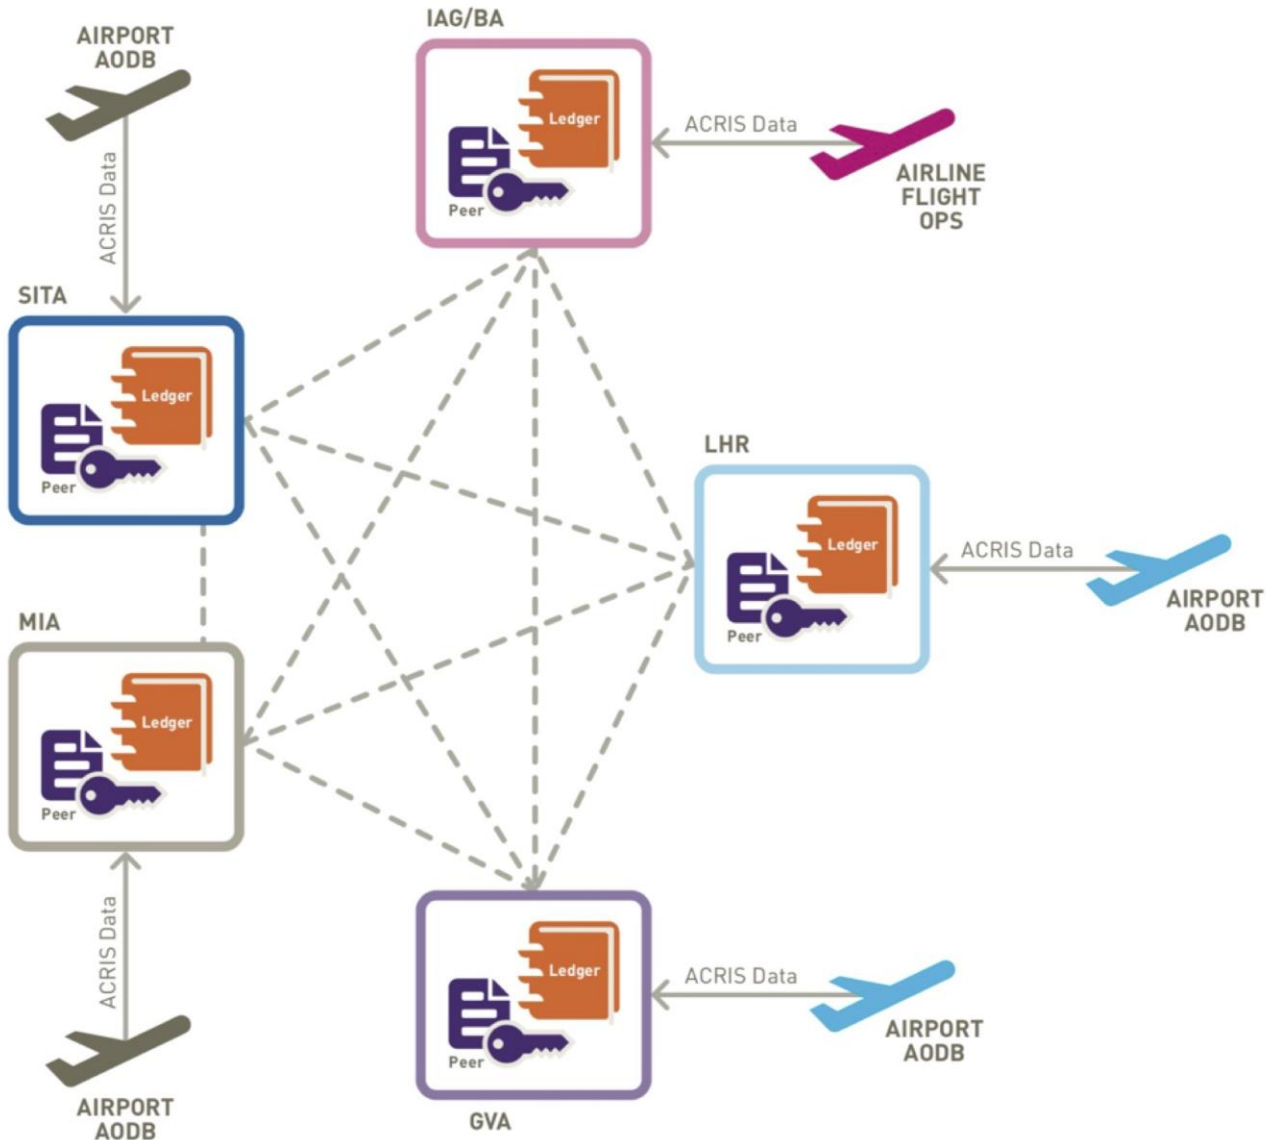 IAG/BA
AIRPORT
AODB
Ledger
ACRIS Data
Peer
AIRLINE
FLIGHT
OPS
ACRIS Data
SITA
Ledger
Peer
LHR
Ledger
ACRIS Data
Peer
AIRPORT
AODB
MIA
Ledger
Peer
ACRIS Data
Ledger
ACRIS Data
Peer
AIRPORT
AODB
GVA
AIRPORT
AODB